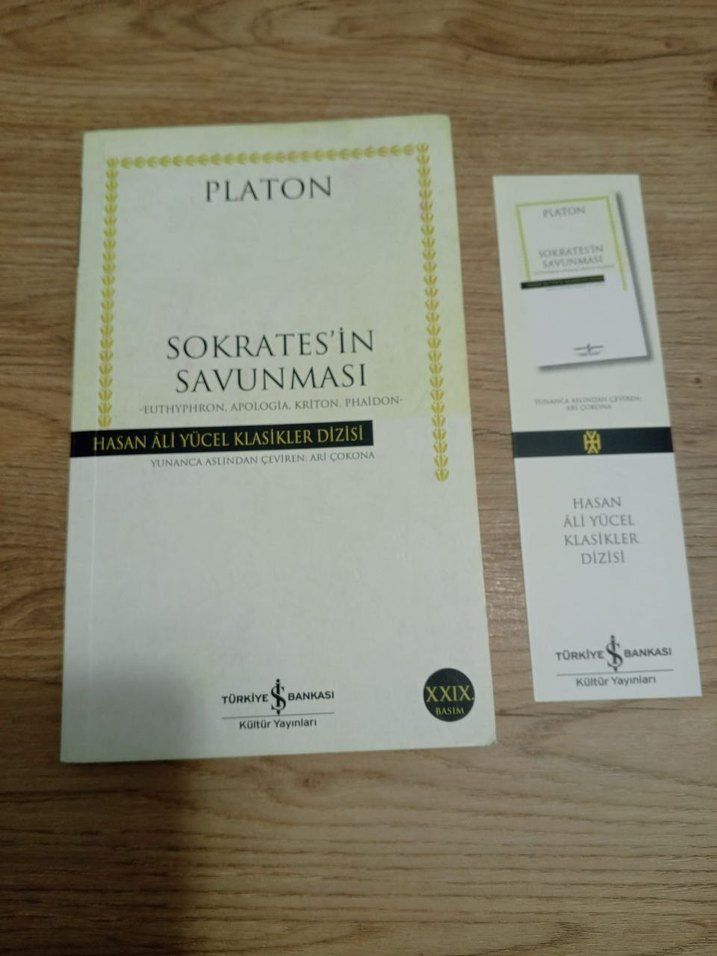 PLATON
SOKRATES'İN
SAVUNMASI
-EUTHYPHRON, APOLOGİA, KRİTON, PHAİDON-
HASAN ÂLİ YÜCEL KLASİKLER DİZİSİ
YUNANCA ASLINDAN ÇEVİREN: ARİ ÇOKONA
TÜRKİYE İŞ BANKASI
Kültür Yayınları
XXIX.
BASIM
PLATON
SOKRATES'İN
SAVUNMASI
YUNANCA ASLINDAN ÇEVİREN:
ARİ ÇOKONA
HASAN
ÂLİ YÜCEL
KLASİKLER
DİZİSİ
TÜRKİYE İŞ BANKASI
Kültür Yayınları